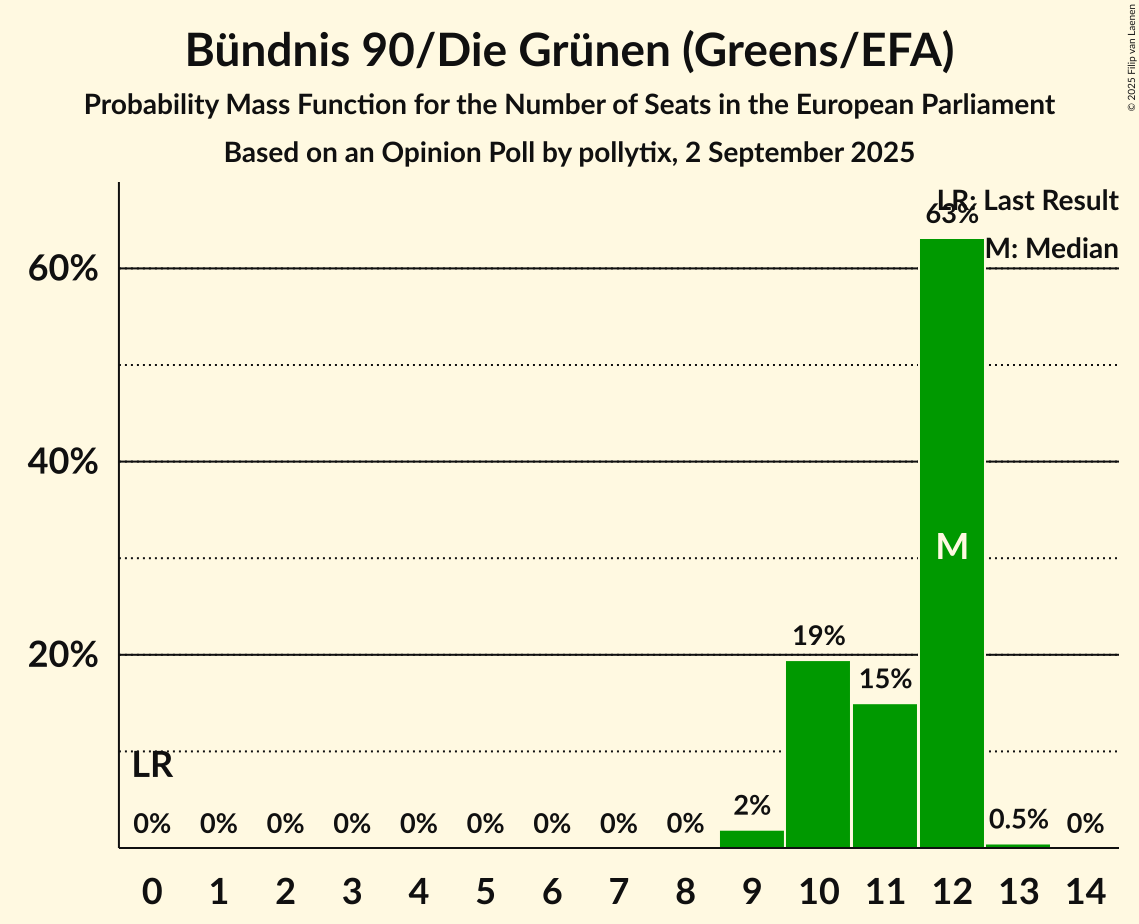 Bündnis 90/Die Grünen (Greens/EFA)
Probability Mass Function for the Number of Seats in the European Parliament
Based on an Opinion Poll by pollytix, 2 September 2025
© 2025 Filip van Laenen
LR: Last Result
M: Median
63%
60%
40%
M
19%
20%
15%
LR
2%
0% 0% 0% 0% 0% 0% 0% 0% 0% 0.5% 0%
0 1 2 3 4 5 6 7 8 9 10 11 12 13 14